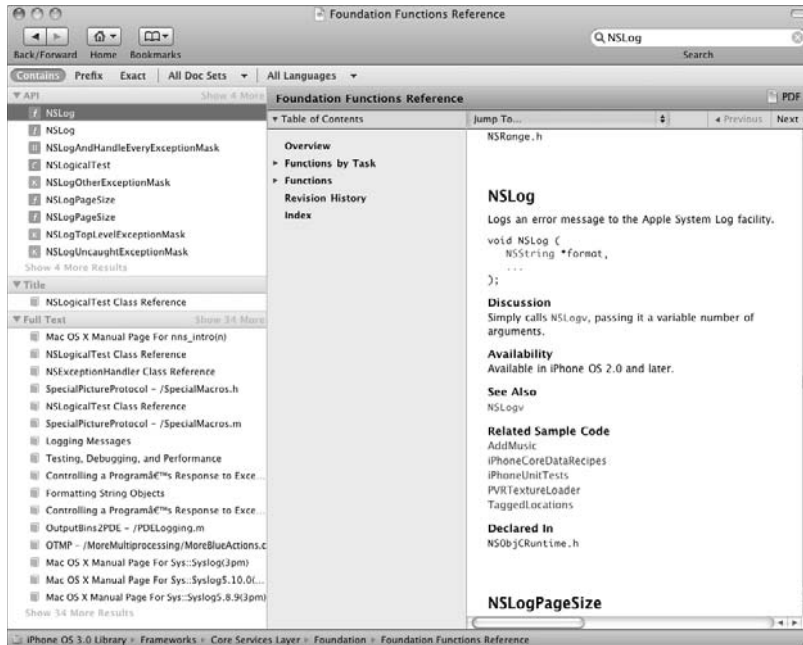 Foundation Functions Reference
NSLog
Back/Forward Home Bookmarks
Search
Contains Prefix Exact All Doc Sets All Languages
API Show 4 More
NSLog
NSLog
NSLogAndHandleEveryExceptionMask
NSLogicalTest
NSLogOtherExceptionMask
NSLogPageSize
NSLogPageSize
NSLogTopLevelExceptionMask
NSLogUncaughtExceptionMask
Show 4 More Results
Title
NSLogicalTest Class Reference
Full Text Show 34 More
Mac OS X Manual Page For nns_intro(n)
NSLogicalTest Class Reference
NSExceptionHandler Class Reference
SpecialPictureProtocol – /SpecialMacros.h
NSLogicalTest Class Reference
SpecialPictureProtocol – /SpecialMacros.m
Logging Messages
Testing, Debugging, and Performance
Controlling a Programâ€™s Response to Exce...
Formatting String Objects
Controlling a Programâ€™s Response to Exce...
OutputBins2PDE – /PDELogging.m
OTMP – /MoreMultiprocessing/MoreBlueActions.c
Mac OS X Manual Page For Sys::Syslog(3pm)
Mac OS X Manual Page For Sys::Syslog5.10.0(...
Mac OS X Manual Page For Sys::Syslog5.8.9(3pm)
Show 34 More Results
Foundation Functions Reference PDF
Table of Contents
Overview
Functions by Task
Functions
Revision History
Index
Jump To... Previous Next
NSRange.h
NSLog
Logs an error message to the Apple System Log facility.
void NSLog (
NSString *format,
...
);
Discussion
Simply calls NSLogv, passing it a variable number of
arguments.
Availability
Available in iPhone OS 2.0 and later.
See Also
NSLogv
Related Sample Code
AddMusic
iPhoneCoreDataRecipes
iPhoneUnitTests
PVRTextureLoader
TaggedLocations
Declared In
NSObjCRuntime.h
NSLogPageSize
iPhone OS 3.0 Library Frameworks Core Services Layer Foundation Foundation Functions Reference